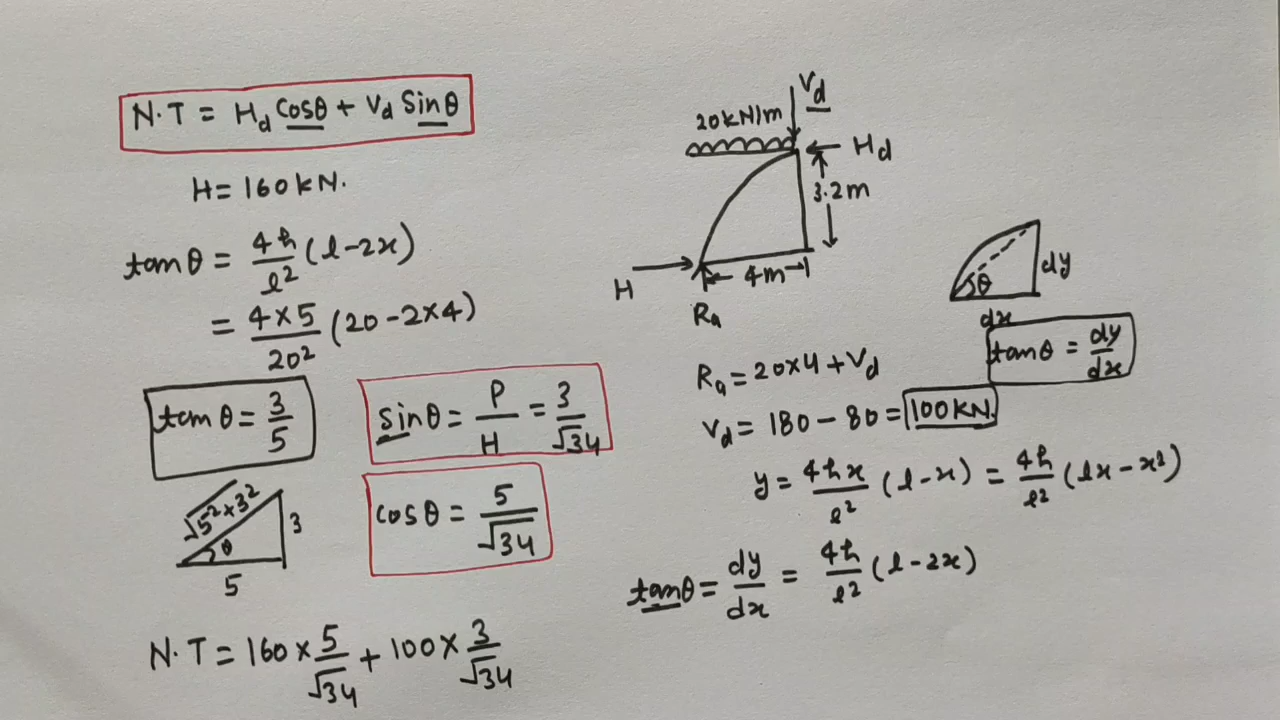 N.T = H_d Cosθ + V_d Sinθ
H = 160 kN.
tanθ = 4h/l² (l-2x)
= 4×5/20² (20-2×4)
tanθ = 3/5
sinθ = P/H = 3/√34
cosθ = 5/√34
√5²×3²
3
θ
5
N.T = 160 × 5/√34 + 100 × 3/√34
V_d
20kN/m
H_d
3.2m
H
4m
R_a
θ
dy
dx
tanθ = dy/dx
R_a = 20×4 + V_d
V_d = 180 - 80 = 100 kN.
y = 4hx/l² (l-x) = 4h/l² (lx-x²)
tanθ = dy/dx = 4h/l² (l-2x)